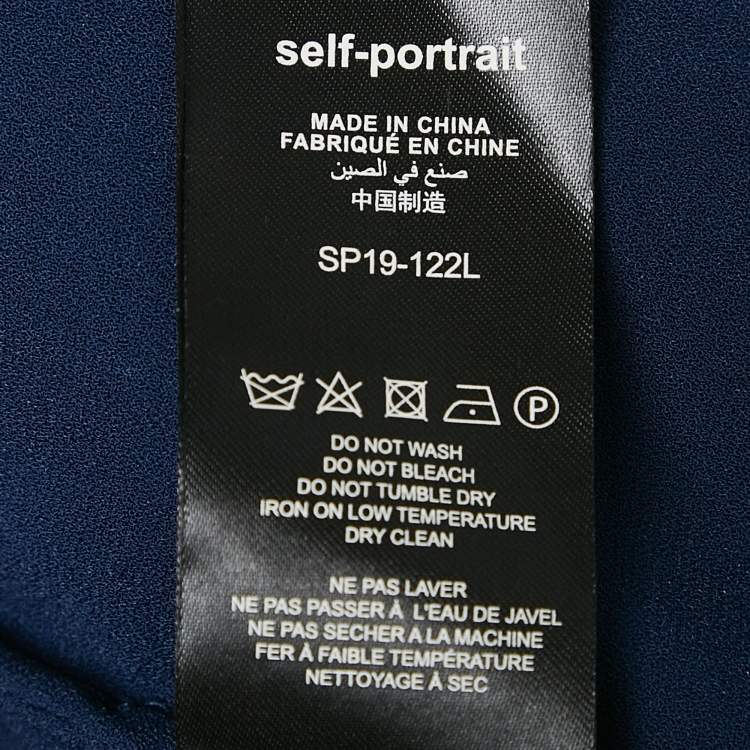 self-portrait
MADE IN CHINA
FABRIQUÉ EN CHINE
صنع في الصين
中国制造
SP19-122L
P
DO NOT WASH
DO NOT BLEACH
DO NOT TUMBLE DRY
IRON ON LOW TEMPERATURE
DRY CLEAN
NE PAS LAVER
NE PAS PASSER À L'EAU DE JAVEL
NE PAS SECHER A LA MACHINE
FER À FAIBLE TEMPÉRATURE
NETTOYAGE À SEC